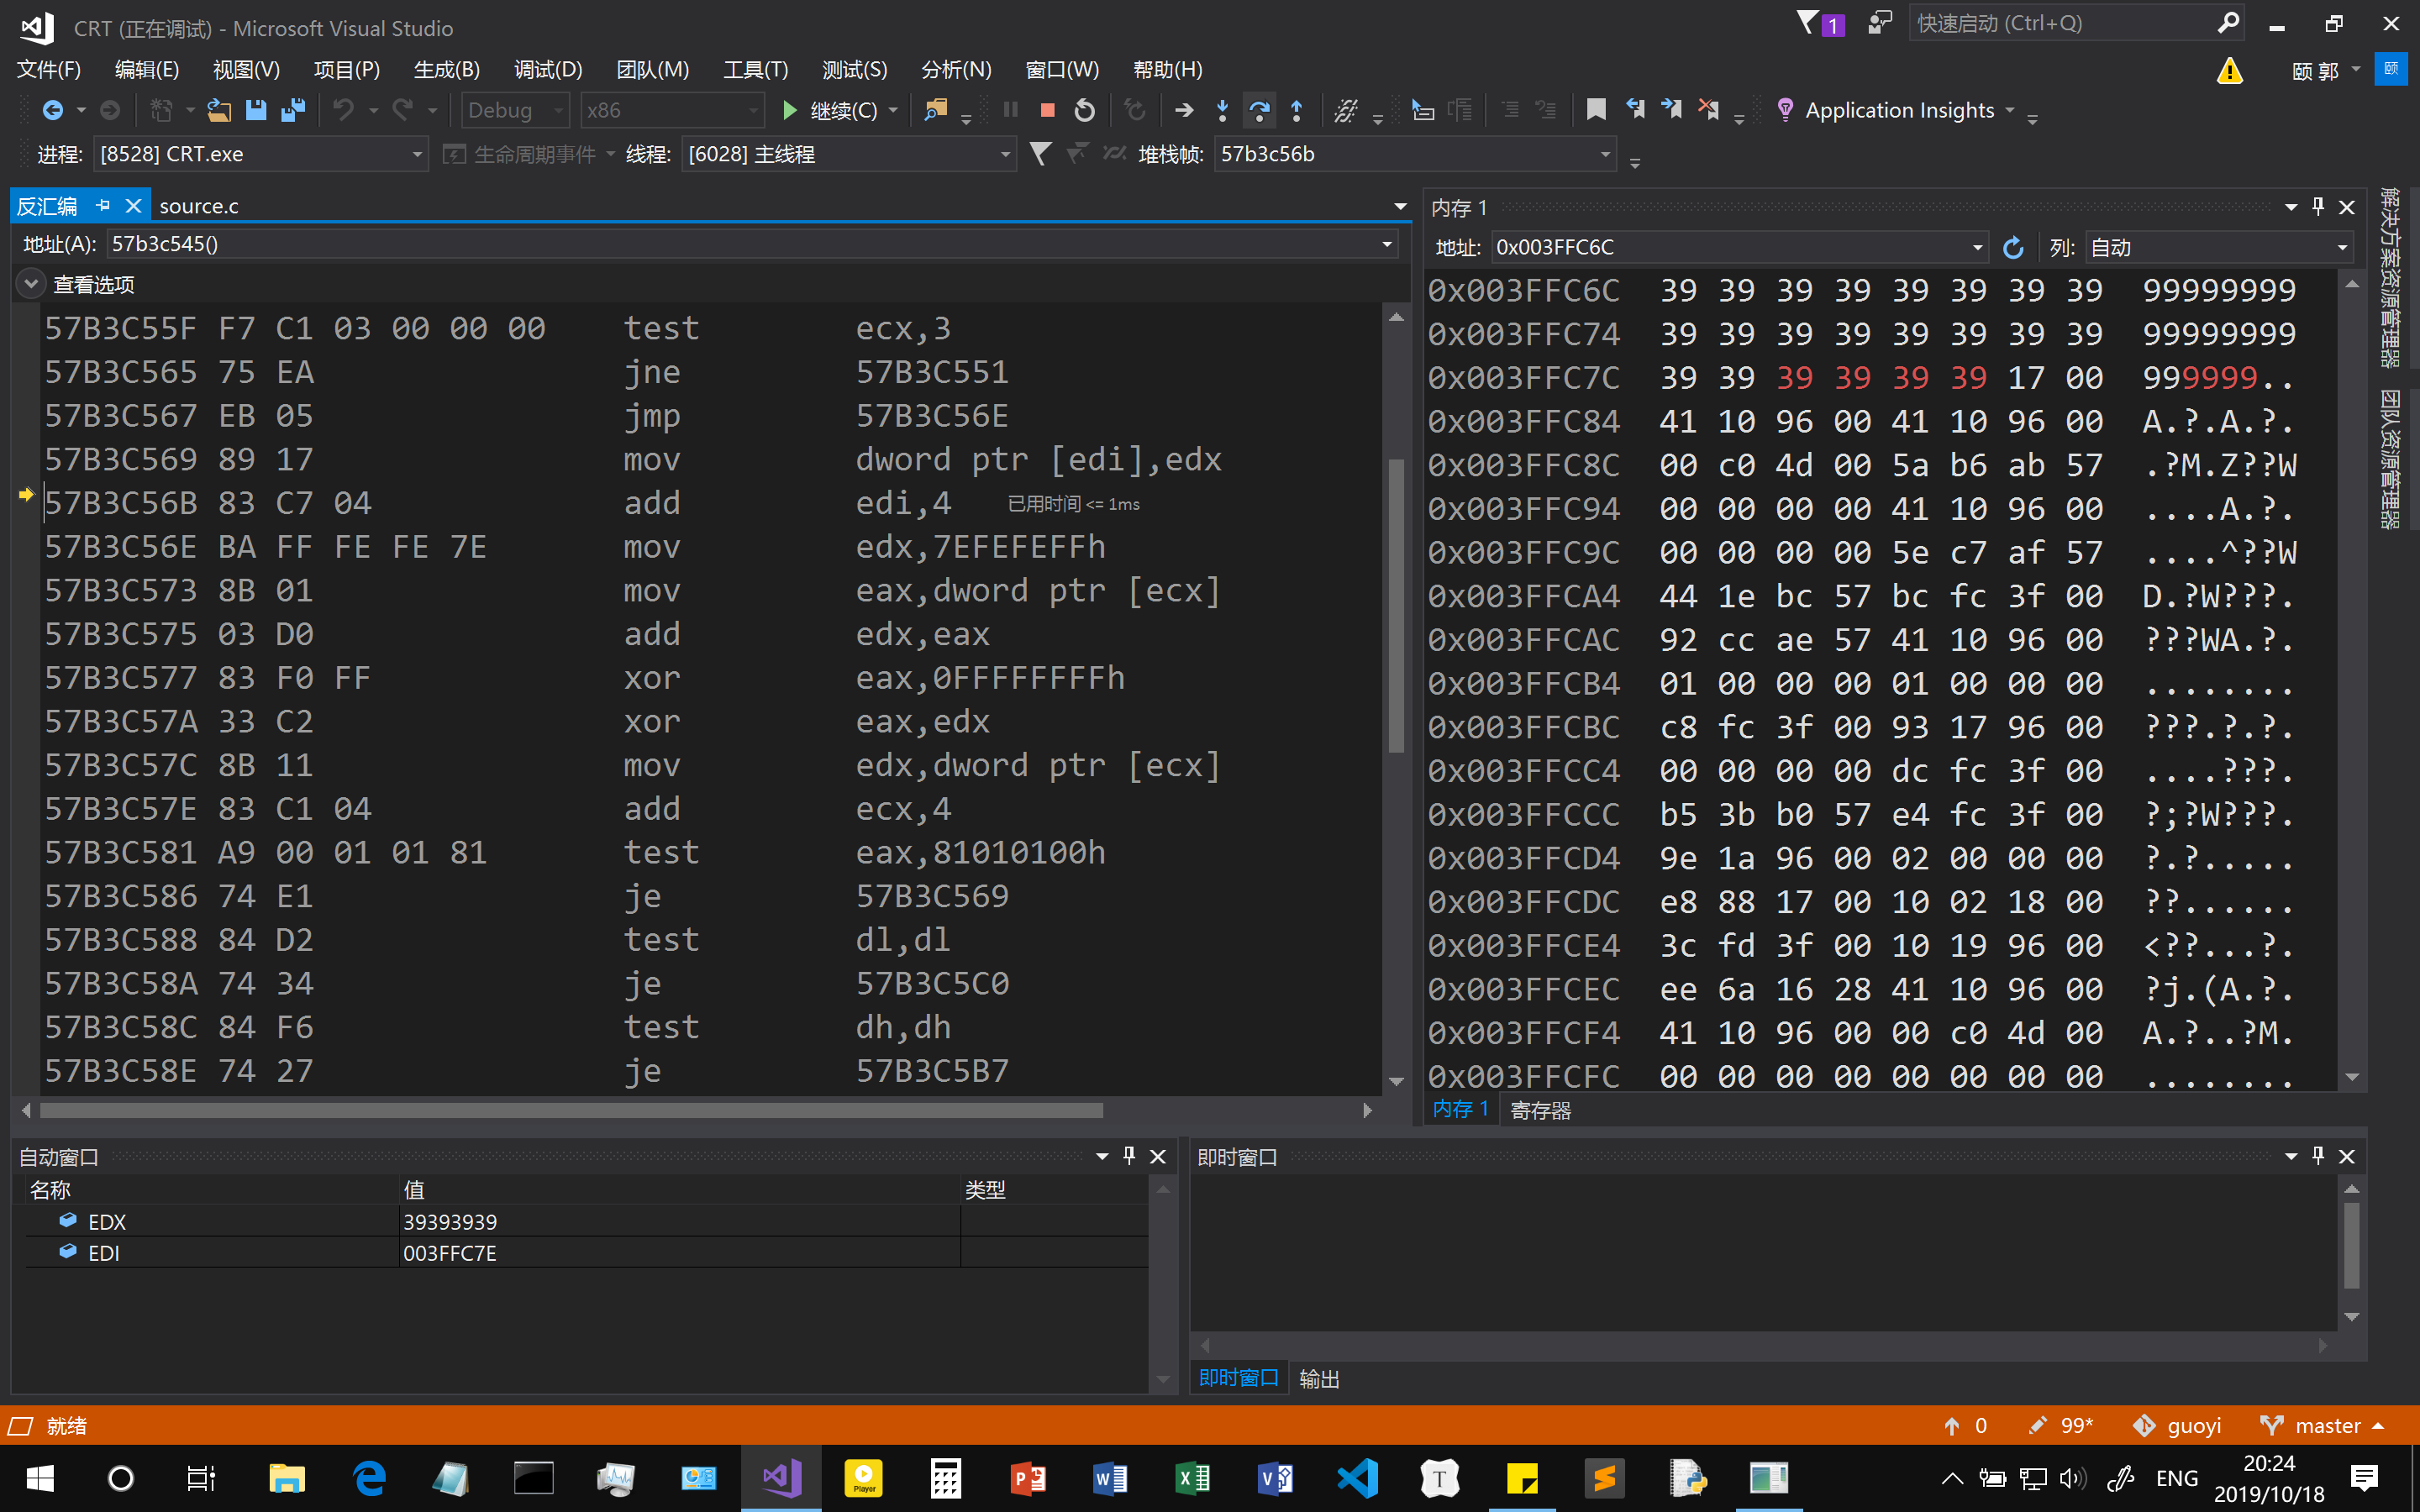 CRT (正在调试) - Microsoft Visual Studio
1
快速启动 (Ctrl+Q)
文件(F) 编辑(E) 视图(V) 项目(P) 生成(B) 调试(D) 团队(M) 工具(T) 测试(S) 分析(N) 窗口(W) 帮助(H)
颐 郭 颐
Debug x86 继续(C) Application Insights
进程: [8528] CRT.exe 生命周期事件 线程: [6028] 主线程 堆栈帧: 57b3c56b
反汇编 source.c
地址(A): 57b3c545()
查看选项
57B3C55F F7 C1 03 00 00 00 test ecx,3
57B3C565 75 EA jne 57B3C551
57B3C567 EB 05 jmp 57B3C56E
57B3C569 89 17 mov dword ptr [edi],edx
57B3C56B 83 C7 04 add edi,4 已用时间 <= 1ms
57B3C56E BA FF FE FE 7E mov edx,7EFEFEFFh
57B3C573 8B 01 mov eax,dword ptr [ecx]
57B3C575 03 D0 add edx,eax
57B3C577 83 F0 FF xor eax,0FFFFFFFFh
57B3C57A 33 C2 xor eax,edx
57B3C57C 8B 11 mov edx,dword ptr [ecx]
57B3C57E 83 C1 04 add ecx,4
57B3C581 A9 00 01 01 81 test eax,81010100h
57B3C586 74 E1 je 57B3C569
57B3C588 84 D2 test dl,dl
57B3C58A 74 34 je 57B3C5C0
57B3C58C 84 F6 test dh,dh
57B3C58E 74 27 je 57B3C5B7
内存 1
地址: 0x003FFC6C 列: 自动
0x003FFC6C 39 39 39 39 39 39 39 39 99999999
0x003FFC74 39 39 39 39 39 39 39 39 99999999
0x003FFC7C 39 39 39 39 39 39 17 00 999999..
0x003FFC84 41 10 96 00 41 10 96 00 A.?.A.?.
0x003FFC8C 00 c0 4d 00 5a b6 ab 57 .?M.Z??W
0x003FFC94 00 00 00 00 41 10 96 00 ....A.?.
0x003FFC9C 00 00 00 00 5e c7 af 57 ....^??W
0x003FFCA4 44 1e bc 57 bc fc 3f 00 D.?W???.
0x003FFCAC 92 cc ae 57 41 10 96 00 ???WA.?.
0x003FFCB4 01 00 00 00 01 00 00 00 ........
0x003FFCBC c8 fc 3f 00 93 17 96 00 ???.?.?.
0x003FFCC4 00 00 00 00 dc fc 3f 00 ....???.
0x003FFCCC b5 3b b0 57 e4 fc 3f 00 ?;?W???.
0x003FFCD4 9e 1a 96 00 02 00 00 00 ?.?.....
0x003FFCDC e8 88 17 00 10 02 18 00 ??......
0x003FFCE4 3c fd 3f 00 10 19 96 00 <??...?.
0x003FFCEC ee 6a 16 28 41 10 96 00 ?j.(A.?.
0x003FFCF4 41 10 96 00 00 c0 4d 00 A.?..?M.
0x003FFCFC 00 00 00 00 00 00 00 00 ........
内存 1 寄存器
解决方案资源管理器
团队资源管理器
自动窗口
名称 值 类型
EDX 39393939
EDI 003FFC7E
即时窗口
即时窗口 输出
就绪 0 99* guoyi master
Player
T
ENG
20:24
2019/10/18